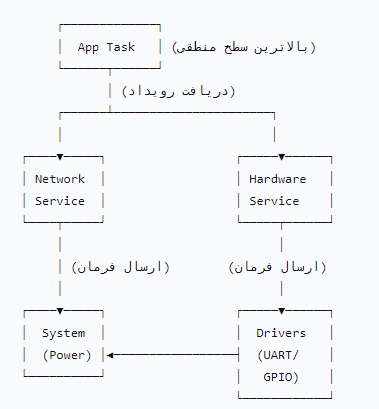 App Task (بالاترین سطح منطقی)
(دریافت رویداد)
Network Hardware
Service Service
(ارسال فرمان) (ارسال فرمان)
System Drivers
(Power) (UART/
GPIO)